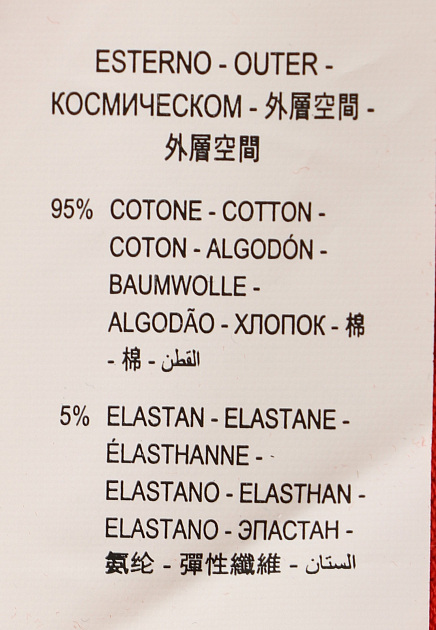 ESTERNO - OUTER -
КОСМИЧЕСКОМ - 外層空間 -
外層空間
95% COTONE - COTTON -
COTON - ALGODÓN -
BAUMWOLLE -
ALGODÃO - ХЛОПОК - 棉
- 棉 - القطن
5% ELASTAN - ELASTANE -
ÉLASTHANNE -
ELASTANO - ELASTHAN -
ELASTANO - ЭПАСТАН -
氨纶 - 彈性纖維 - الستان